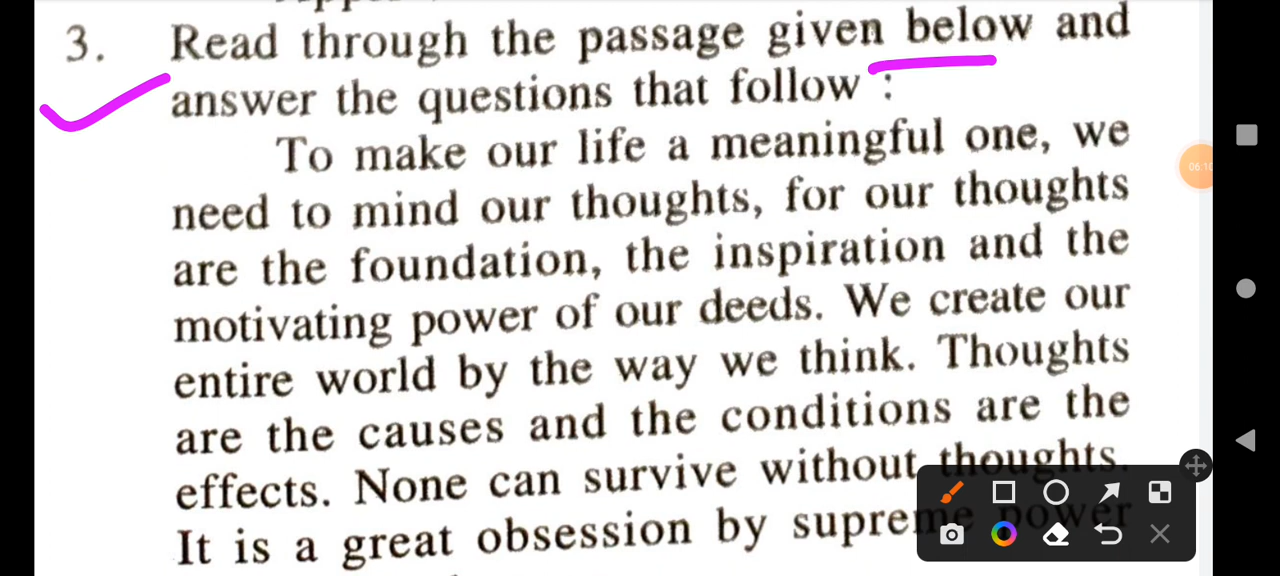 3. Read through the passage given below and
answer the questions that follow :
To make our life a meaningful one, we
need to mind our thoughts, for our thoughts
are the foundation, the inspiration and the
motivating power of our deeds. We create our
entire world by the way we think. Thoughts
are the causes and the conditions are the
effects. None can survive without thoughts.
It is a great obsession by supreme power